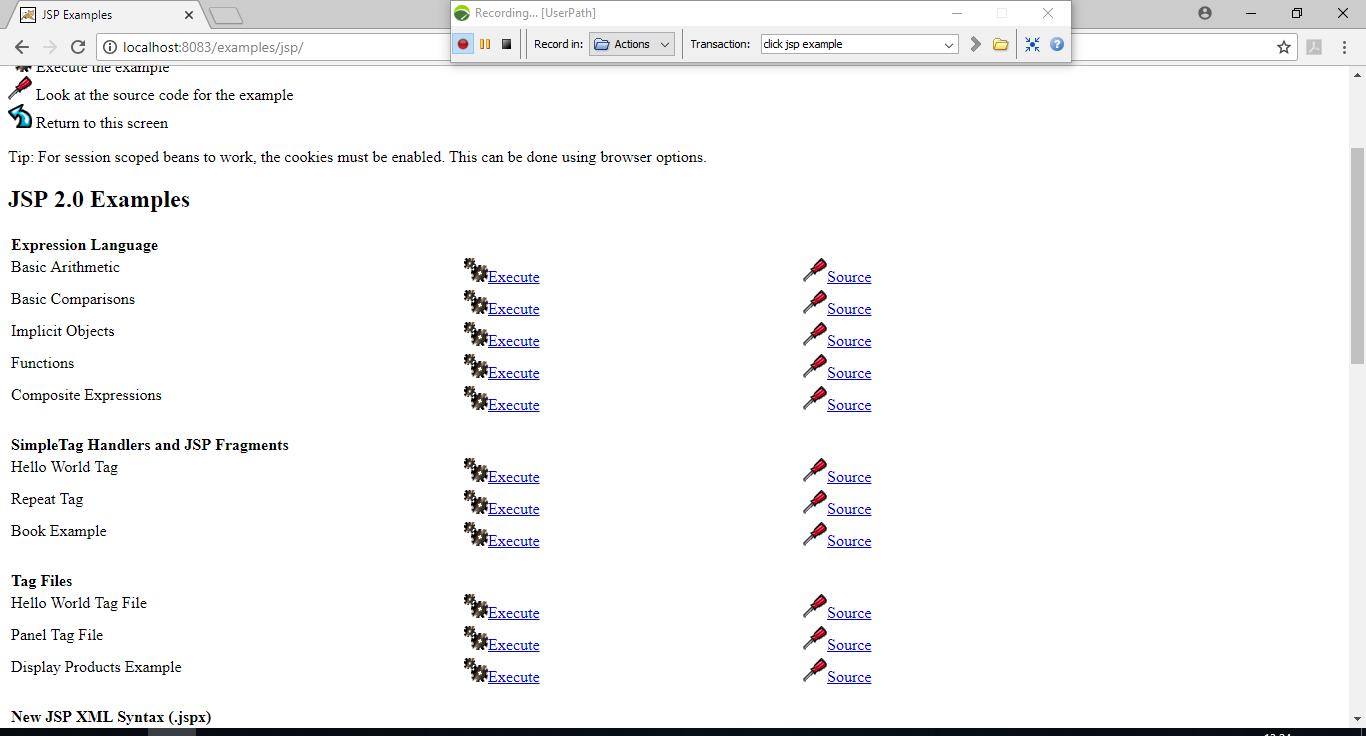 JSP Examples
Recording... [UserPath]
localhost:8083/examples/jsp/
Record in: Actions Transaction: click jsp example
Execute the example
Look at the source code for the example
Return to this screen
Tip: For session scoped beans to work, the cookies must be enabled. This can be done using browser options.
JSP 2.0 Examples
Expression Language
Basic Arithmetic Execute Source
Basic Comparisons Execute Source
Implicit Objects Execute Source
Functions Execute Source
Composite Expressions Execute Source
SimpleTag Handlers and JSP Fragments
Hello World Tag Execute Source
Repeat Tag Execute Source
Book Example Execute Source
Tag Files
Hello World Tag File Execute Source
Panel Tag File Execute Source
Display Products Example Execute Source
New JSP XML Syntax (.jspx)